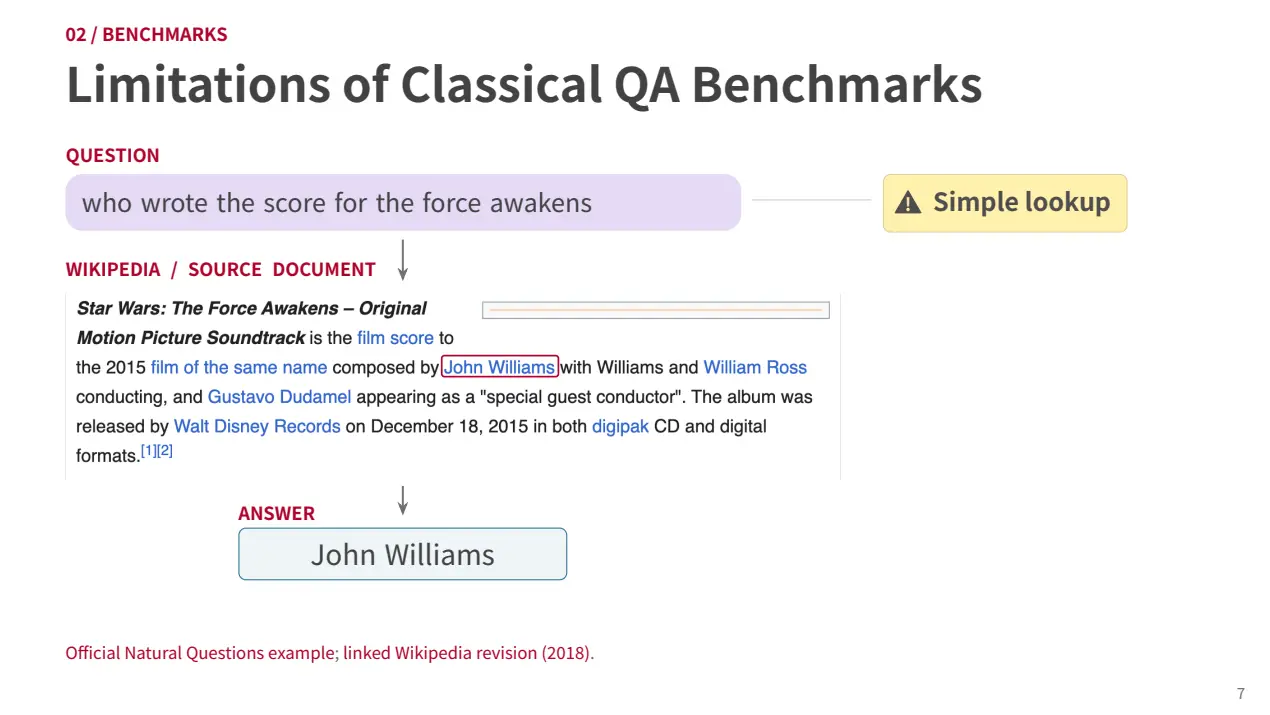 02 / BENCHMARKS
Limitations of Classical QA Benchmarks
QUESTION
who wrote the score for the force awakens
Simple lookup
WIKIPEDIA / SOURCE DOCUMENT
Star Wars: The Force Awakens – Original
Motion Picture Soundtrack is the film score to
the 2015 film of the same name composed by John Williams with Williams and William Ross
conducting, and Gustavo Dudamel appearing as a "special guest conductor". The album was
released by Walt Disney Records on December 18, 2015 in both digipak CD and digital
formats.[1][2]
ANSWER
John Williams
Official Natural Questions example; linked Wikipedia revision (2018).
7